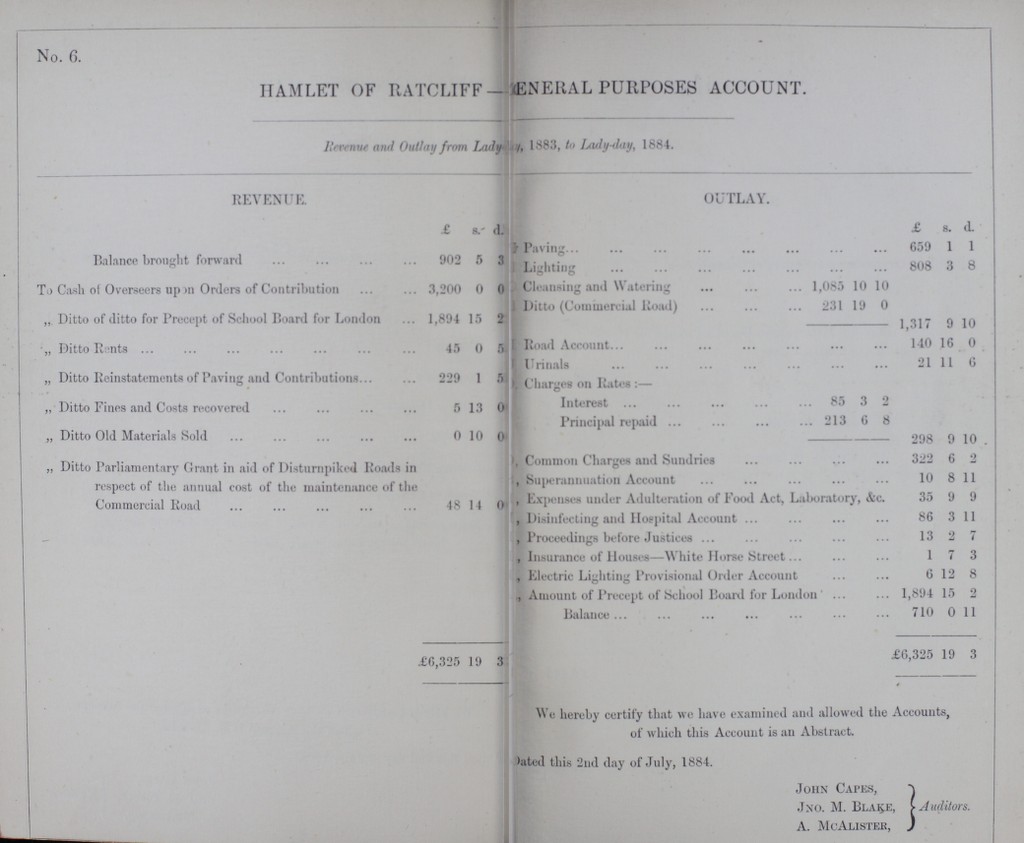 No. 6.
HAMLET OF RATCLIFF — GENERAL PURPOSES ACCOUNT.
Revenue and Outlay from Lady-day, 1883, to Lady-day, 1884.
REVENUE.
£ s. d.
Balance brought forward ... ... ... ... 902 5 3
To Cash of Overseers upon Orders of Contribution ... ... 3,200 0 0
„ Ditto of ditto for Precept of School Board for London ... 1,894 15 2
„ Ditto Rents ... ... ... ... ... ... ... 45 0 5
„ Ditto Reinstatements of Paving and Contributions... ... 229 1 5
„ Ditto Fines and Costs recovered ... ... ... ... 5 13 0
„ Ditto Old Materials Sold ... ... ... ... ... 0 10 0
„ Ditto Parliamentary Grant in aid of Disturnpiked Roads in
respect of the annual cost of the maintenance of the
Commercial Road ... ... ... ... ... 48 14 0
£6,325 19 3
OUTLAY.
£ s. d.
Paving... ... ... ... ... ... ... ... 659 1 1
Lighting ... ... ... ... ... ... ... 808 3 8
Cleansing and Watering ... ... ... 1,085 10 10
Ditto (Commercial Road) ... ... ... 231 19 0
1,317 9 10
Road Account... ... ... ... ... ... ... 140 16 0
Urinals ... ... ... ... ... ... ... 21 11 6
Charges on Rates :—
Interest ... ... ... ... ... 85 3 2
Principal repaid ... ... ... ... ... 213 6 8
298 9 10
, Common Charges and Sundries ... ... ... ... 322 6 2
, Superannuation Account ... ... ... ... ... 10 8 11
, Expenses under Adulteration of Food Act, Laboratory, &c. 35 9 9
, Disinfecting and Hospital Account ... ... ... ... 86 3 11
, Proceedings before Justices ... ... ... ... ... 13 2 7
, Insurance of Houses—White Horse Street... ... ... 1 7 3
, Electric Lighting Provisional Order Account ... ... 6 12 8
, Amount of Precept of School Board for London ... ... 1,894 15 2
Balance ... ... ... ... ... ... ... 710 0 11
£6,325 19 3
We hereby certify that we have examined and allowed the Accounts,
of which this Account is an Abstract.
Dated this 2nd day of July, 1884.
JOHN CAPES,
JNO. M. BLAKE, } Auditors.
A. MCALISTER,